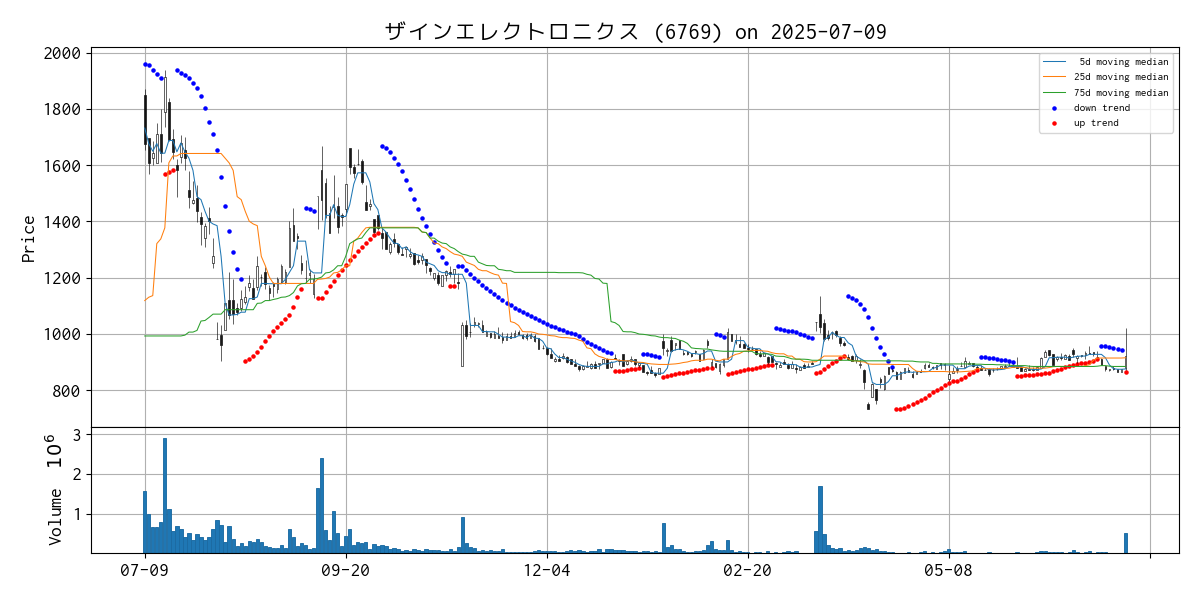 ザインエレクトロニクス (6769) on 2025-07-09
2000
1800
1600
1400
1200
1000
800
Price
5d moving median
25d moving median
75d moving median
down trend
up trend
3
2
1
Volume 10^6
07-09
09-20
12-04
02-20
05-08